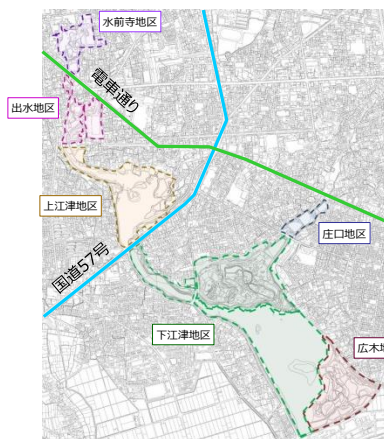 水前寺地区
電車通り
出水地区
上江津地区
庄口地区
国道57号
下江津地区
広木地